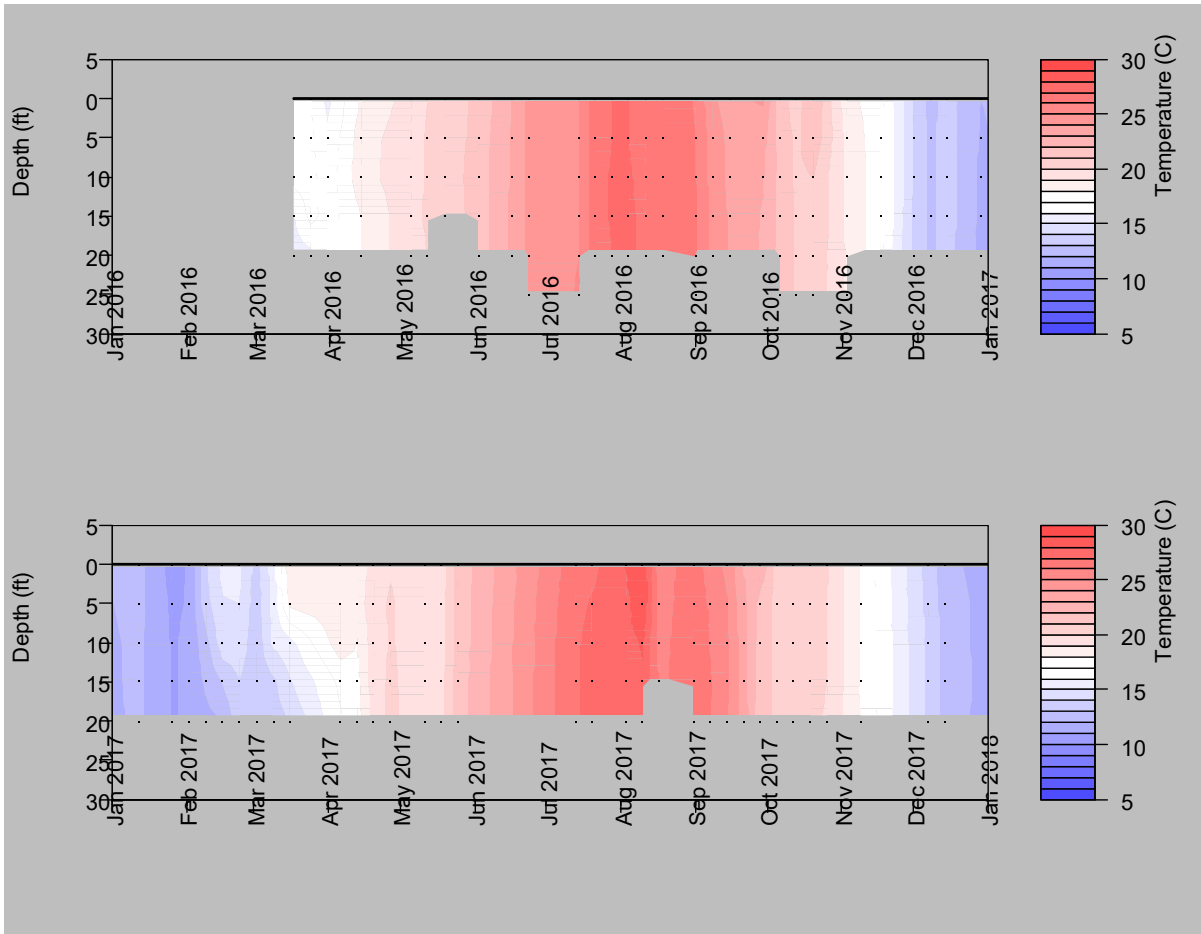 5
0
5
10
15
20
25
30
Depth (ft)
Jan 2016
Feb 2016
Mar 2016
Apr 2016
May 2016
Jun 2016
Jul 2016
Aug 2016
Sep 2016
Oct 2016
Nov 2016
Dec 2016
Jan 2017
30
25
20
15
10
5
Temperature (C)
5
0
5
10
15
20
25
30
Depth (ft)
Jan 2017
Feb 2017
Mar 2017
Apr 2017
May 2017
Jun 2017
Jul 2017
Aug 2017
Sep 2017
Oct 2017
Nov 2017
Dec 2017
Jan 2018
30
25
20
15
10
5
Temperature (C)